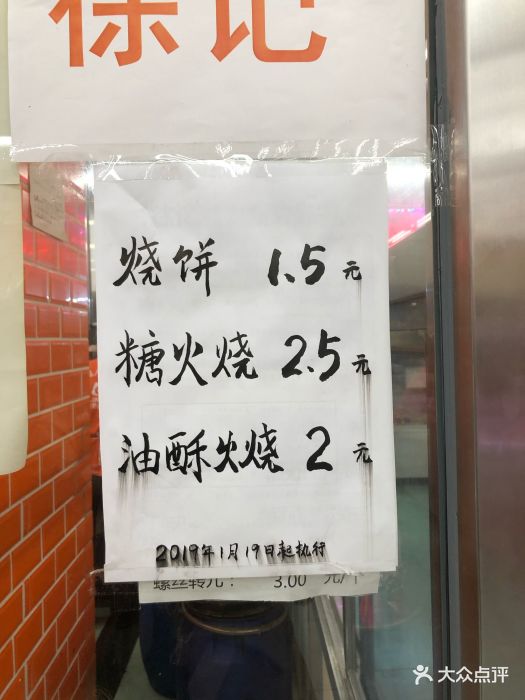 徐记
烧饼 1.5元
糖火烧 2.5元
油酥火烧 2元
2019年1月19日起执行
螺丝转儿： 3.00 元/个
大众点评